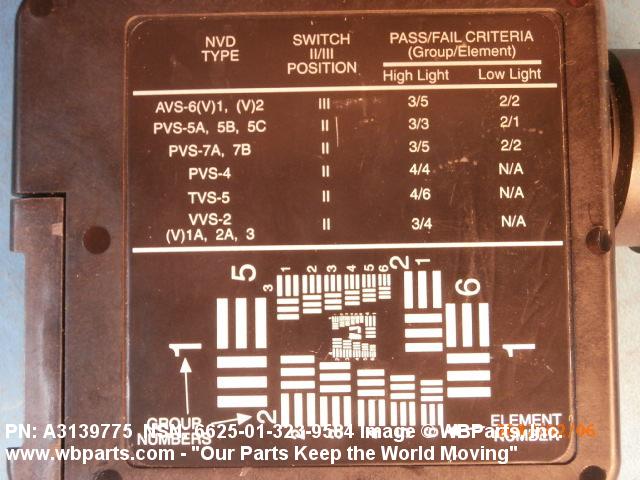 NVD TYPE SWITCH II/III POSITION PASS/FAIL CRITERIA (Group/Element)
High Light Low Light
AVS-6(V)1, (V)2 III 3/5 2/2
PVS-5A, 5B, 5C II 3/3 2/1
PVS-7A, 7B II 3/5 2/2
PVS-4 II 4/4 N/A
TVS-5 II 4/6 N/A
VVS-2 (V)1A, 2A, 3 II 3/4 N/A
5
3 1 2 3 4 5 6
2 1
6
1
1
2
GROUP NUMBERS
ELEMENT NUMBER
PN: A3139775 NSN: 6625-01-323-9584 Image ©WBParts Inc.
www.wbparts.com - "Our Parts Keep the World Moving"